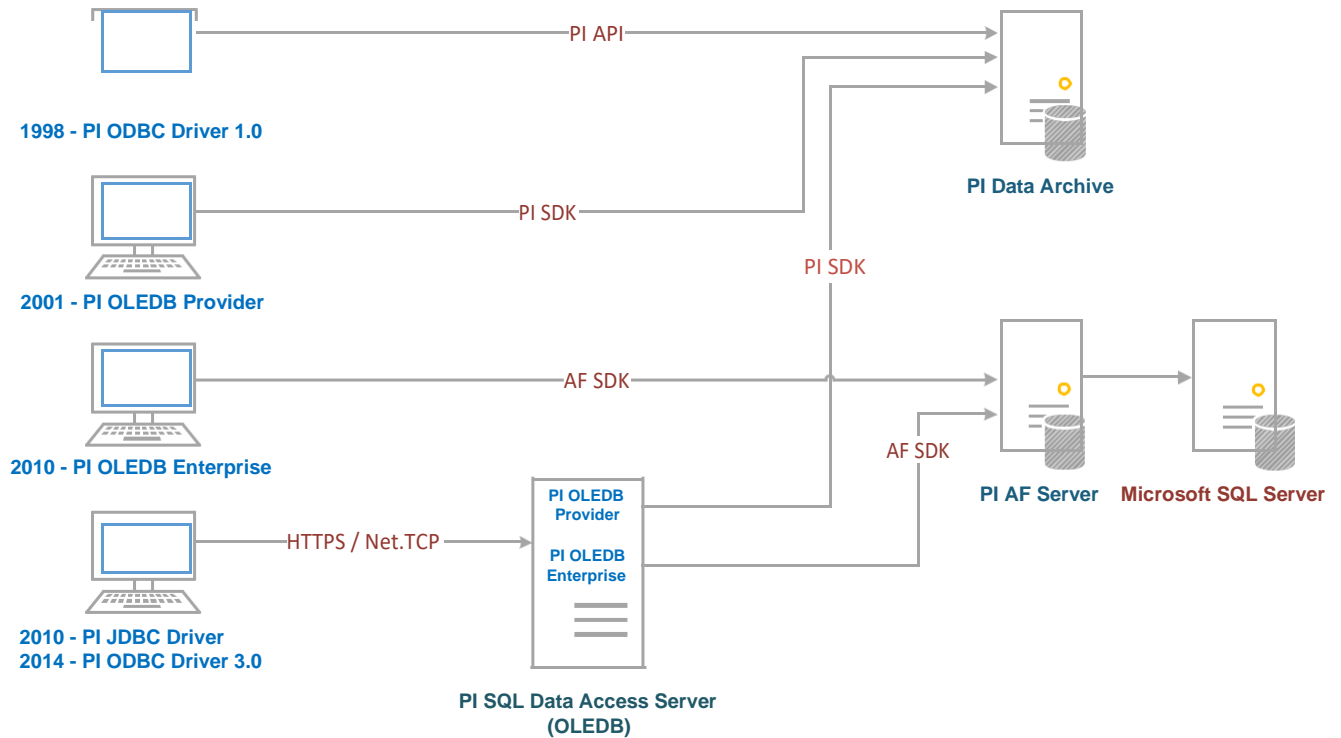 PI API
1998 - PI ODBC Driver 1.0
PI Data Archive
PI SDK
2001 - PI OLEDB Provider
PI SDK
AF SDK
2010 - PI OLEDB Enterprise
AF SDK
PI AF Server
Microsoft SQL Server
PI OLEDB
Provider
HTTPS / Net.TCP
PI OLEDB
Enterprise
2010 - PI JDBC Driver
2014 - PI ODBC Driver 3.0
PI SQL Data Access Server
(OLEDB)